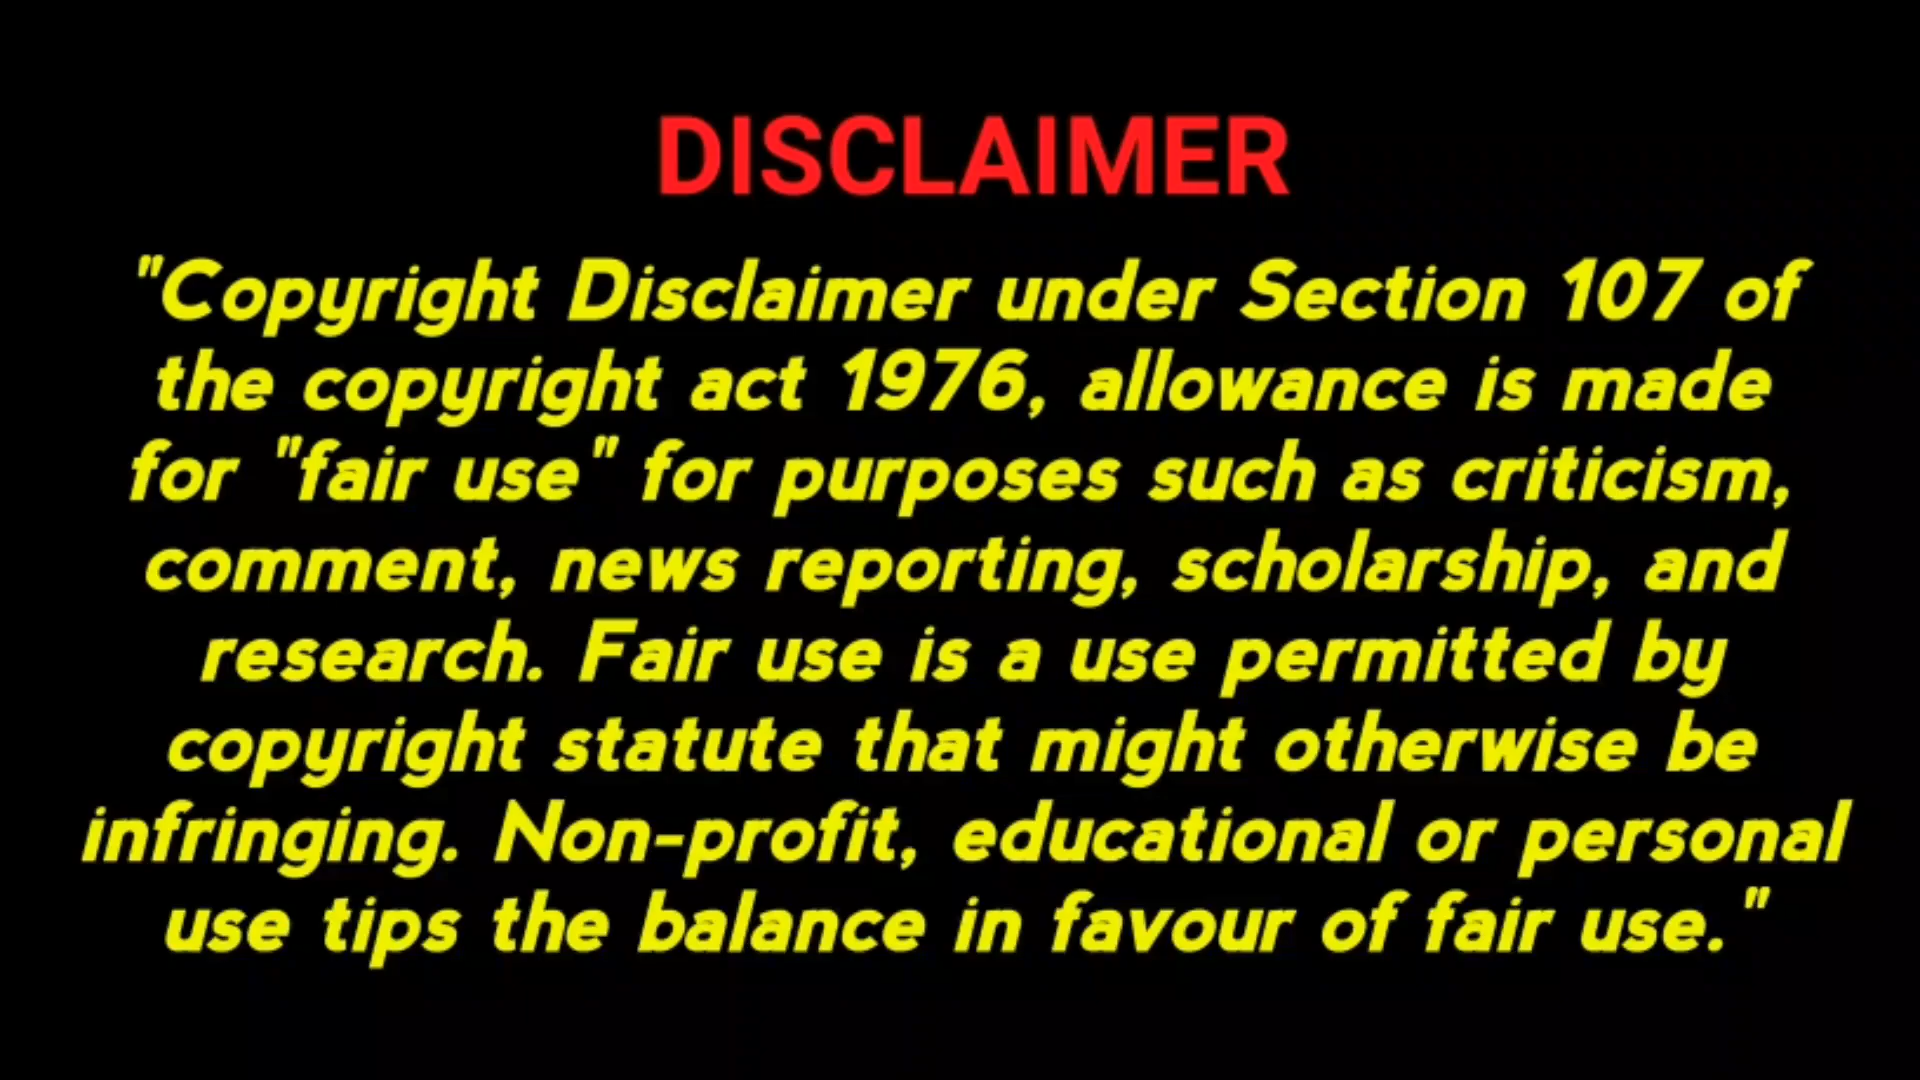 DISCLAIMER
"Copyright Disclaimer under Section 107 of
the copyright act 1976, allowance is made
for "fair use" for purposes such as criticism,
comment, news reporting, scholarship, and
research. Fair use is a use permitted by
copyright statute that might otherwise be
infringing. Non-profit, educational or personal
use tips the balance in favour of fair use."